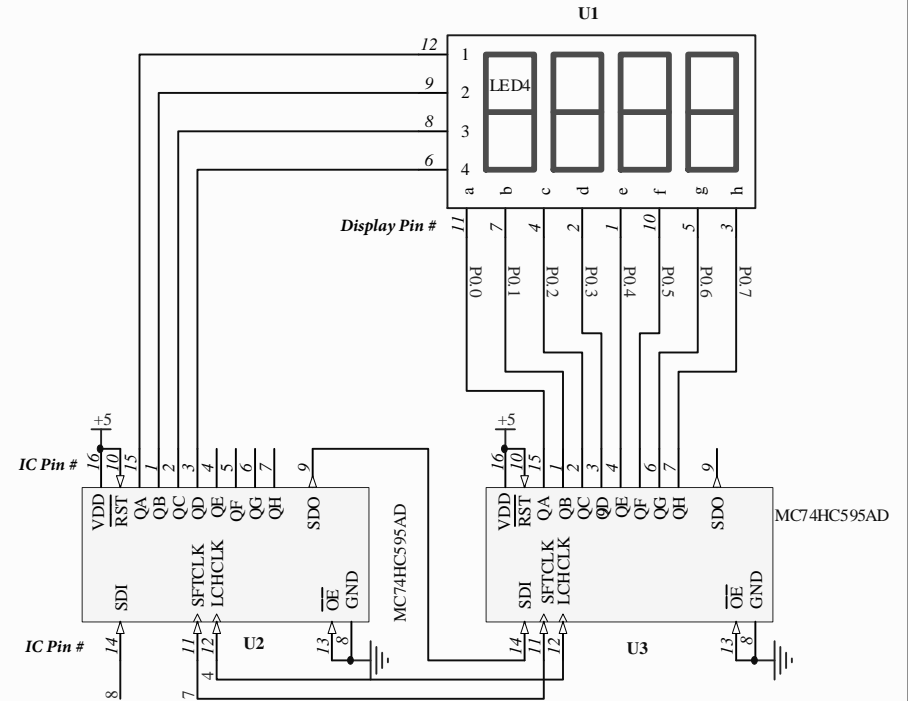 U1
12
1
9
2
LED4
8
3
6
4
a b c d e f g h
Display Pin #
11 7 4 2 1 10 5 3
P0.0 P0.1 P0.2 P0.3 P0.4 P0.5 P0.6 P0.7
+5
+5
IC Pin #
16 10 15 1 2 3 4 5 6 7 9
16 10 15 1 2 3 4 6 7 9
VDD RST QA QB QC QD QE QF QG QH SDO
VDD RST QA QB QC QD QE QF QG QH SDO
MC74HC595AD
MC74HC595AD
SDI SFTCLK LCHCLK OE GND
SDI SFTCLK LCHCLK OE GND
IC Pin #
14 11 12 13 8
U2
14 11 12 13 8
U3
8 7 4